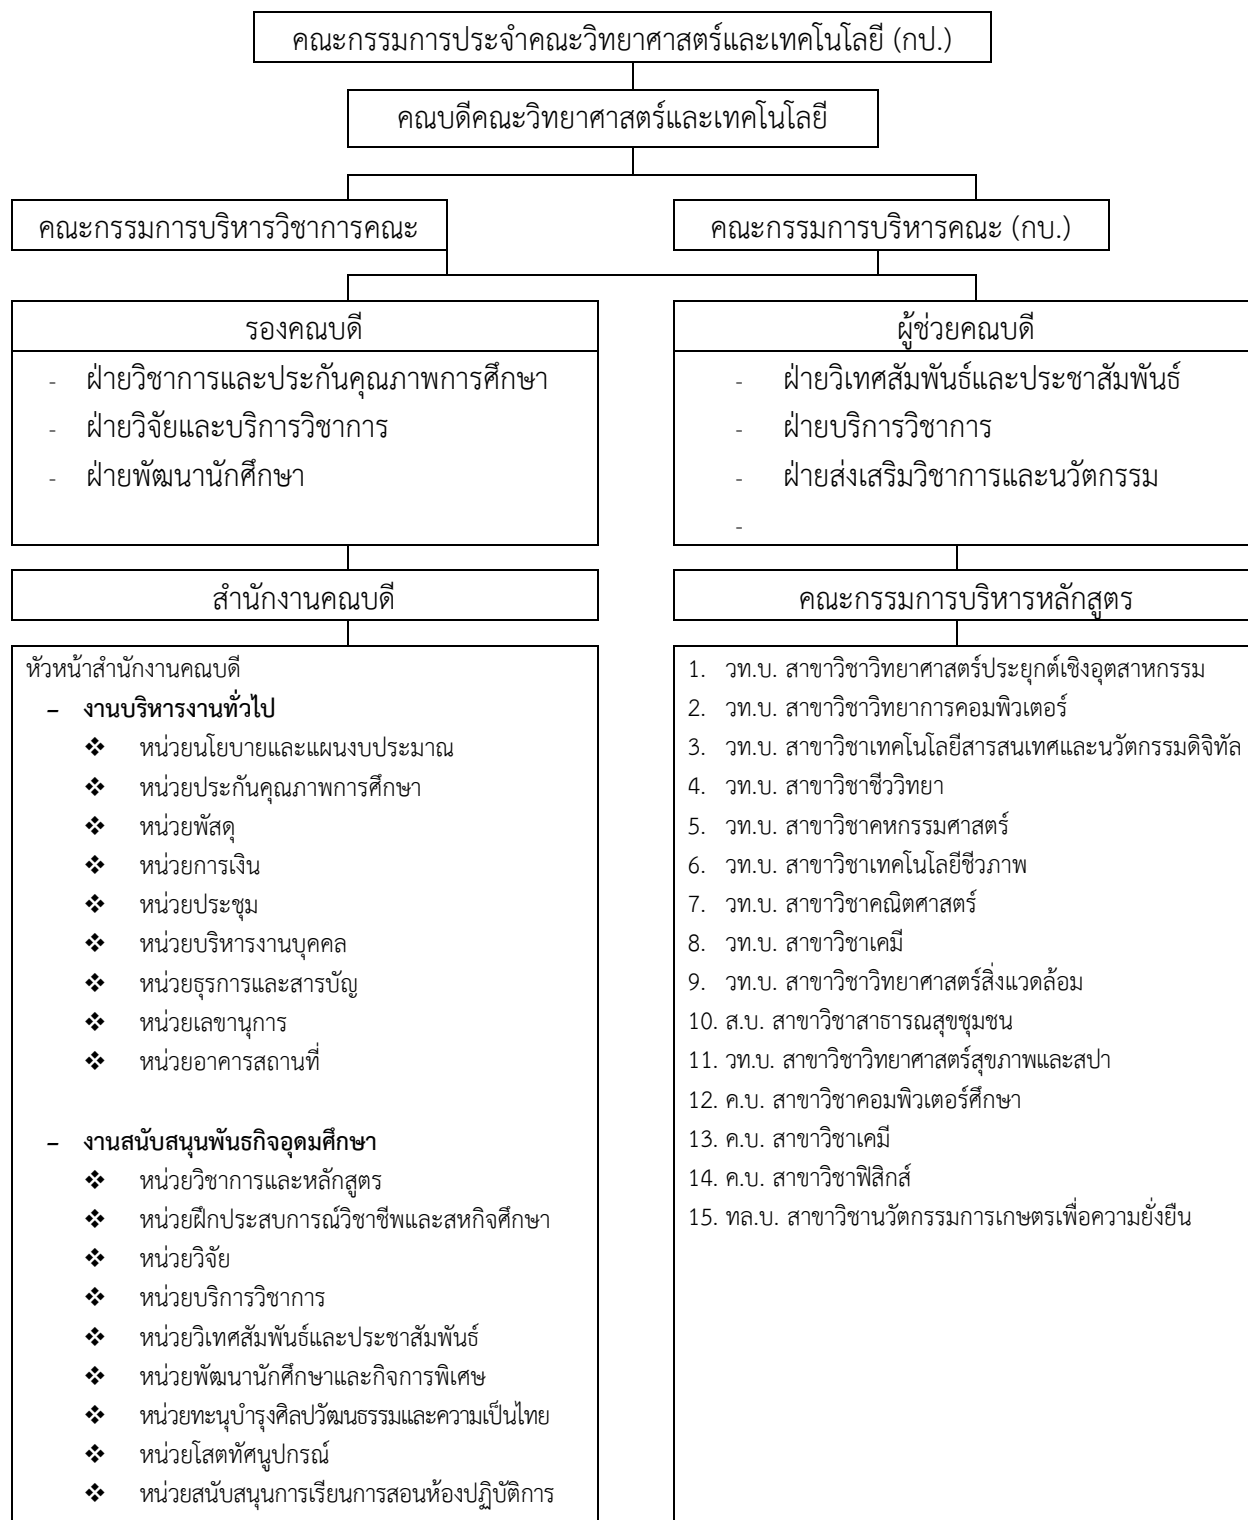 คณะกรรมการประจำคณะวิทยาศาสตร์และเทคโนโลยี (กป.)
คณบดีคณะวิทยาศาสตร์และเทคโนโลยี
คณะกรรมการบริหารวิชาการคณะ
คณะกรรมการบริหารคณะ (กบ.)
รองคณบดี
- ฝ่ายวิชาการและประกันคุณภาพการศึกษา
- ฝ่ายวิจัยและบริการวิชาการ
- ฝ่ายพัฒนานักศึกษา
ผู้ช่วยคณบดี
- ฝ่ายวิเทศสัมพันธ์และประชาสัมพันธ์
- ฝ่ายบริการวิชาการ
- ฝ่ายส่งเสริมวิชาการและนวัตกรรม
-
สำนักงานคณบดี
หัวหน้าสำนักงานคณบดี
– งานบริหารงานทั่วไป
❖ หน่วยนโยบายและแผนงบประมาณ
❖ หน่วยประกันคุณภาพการศึกษา
❖ หน่วยพัสดุ
❖ หน่วยการเงิน
❖ หน่วยประชุม
❖ หน่วยบริหารงานบุคคล
❖ หน่วยธุรการและสารบัญ
❖ หน่วยเลขานุการ
❖ หน่วยอาคารสถานที่
– งานสนับสนุนพันธกิจอุดมศึกษา
❖ หน่วยวิชาการและหลักสูตร
❖ หน่วยฝึกประสบการณ์วิชาชีพและสหกิจศึกษา
❖ หน่วยวิจัย
❖ หน่วยบริการวิชาการ
❖ หน่วยวิเทศสัมพันธ์และประชาสัมพันธ์
❖ หน่วยพัฒนานักศึกษาและกิจการพิเศษ
❖ หน่วยทะนุบำรุงศิลปวัฒนธรรมและความเป็นไทย
❖ หน่วยโสตทัศนูปกรณ์
❖ หน่วยสนับสนุนการเรียนการสอนห้องปฏิบัติการ
คณะกรรมการบริหารหลักสูตร
1. วท.บ. สาขาวิชาวิทยาศาสตร์ประยุกต์เชิงอุตสาหกรรม
2. วท.บ. สาขาวิชาวิทยาการคอมพิวเตอร์
3. วท.บ. สาขาวิชาเทคโนโลยีสารสนเทศและนวัตกรรมดิจิทัล
4. วท.บ. สาขาวิชาชีววิทยา
5. วท.บ. สาขาวิชาคหกรรมศาสตร์
6. วท.บ. สาขาวิชาเทคโนโลยีชีวภาพ
7. วท.บ. สาขาวิชาคณิตศาสตร์
8. วท.บ. สาขาวิชาเคมี
9. วท.บ. สาขาวิชาวิทยาศาสตร์สิ่งแวดล้อม
10. ส.บ. สาขาวิชาสาธารณสุขชุมชน
11. วท.บ. สาขาวิชาวิทยาศาสตร์สุขภาพและสปา
12. ค.บ. สาขาวิชาคอมพิวเตอร์ศึกษา
13. ค.บ. สาขาวิชาเคมี
14. ค.บ. สาขาวิชาฟิสิกส์
15. ทล.บ. สาขาวิชานวัตกรรมการเกษตรเพื่อความยั่งยืน